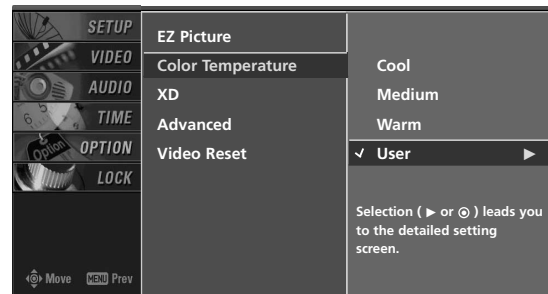 SETUP
VIDEO
AUDIO
TIME
OPTION
LOCK
Move MENU Prev
EZ Picture
Color Temperature
XD
Advanced
Video Reset
Cool
Medium
Warm
✓ User ▶
Selection ( ▶ or ⊙ ) leads you
to the detailed setting
screen.